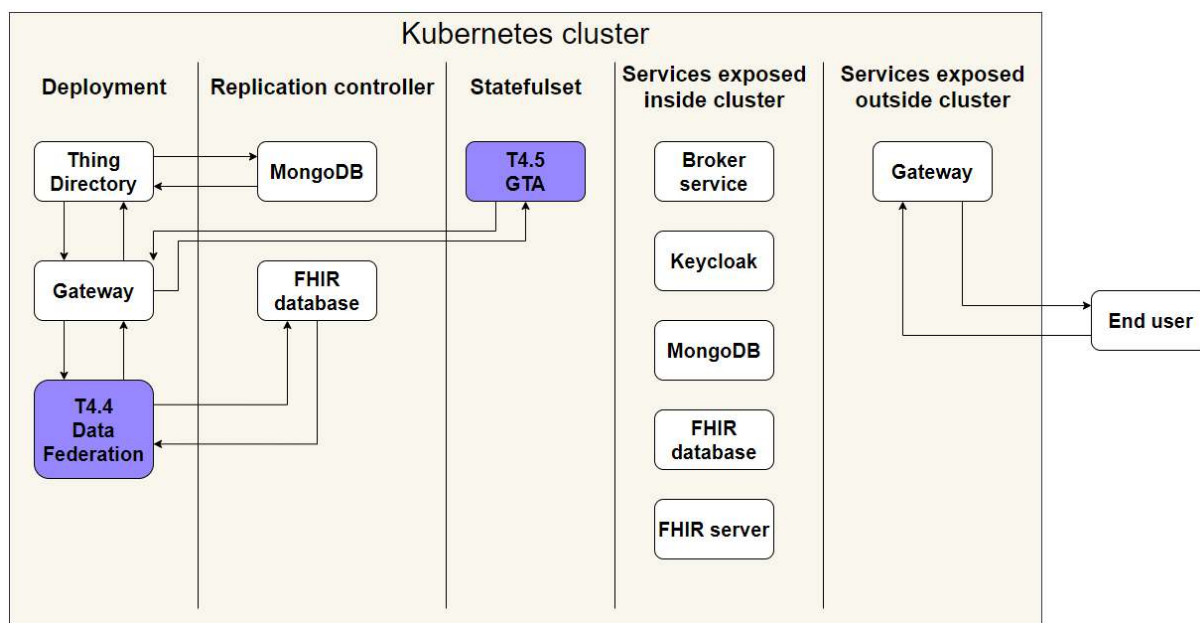 Kubernetes cluster
Deployment
Replication controller
Statefulset
Services exposed
inside cluster
Services exposed
outside cluster
Thing
Directory
MongoDB
T4.5
GTA
Broker
service
Gateway
Gateway
FHIR
database
Keycloak
End user
MongoDB
T4.4
Data
Federation
FHIR
database
FHIR server